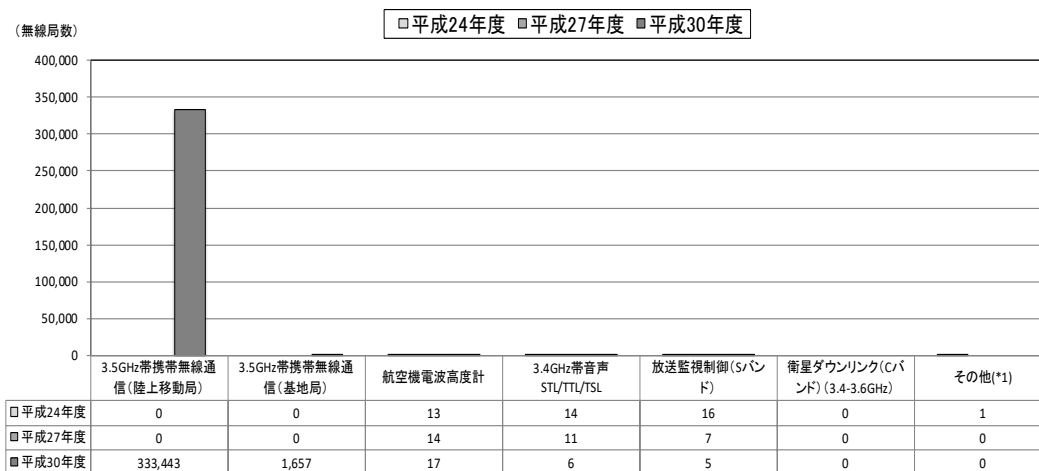 (無線局数)
□平成24年度 ■平成27年度 ■平成30年度
400,000
350,000
300,000
250,000
200,000
150,000
100,000
50,000
0
3.5GHz帯携帯無線通信(陸上移動局) 3.5GHz帯携帯無線通信(基地局) 航空機電波高度計 3.4GHz帯音声STL/TTL/TSL 放送監視制御(Sバンド) 衛星ダウンリンク(Cバンド)(3.4-3.6GHz) その他(*1)
□平成24年度 0 0 13 14 16 0 1
■平成27年度 0 0 14 11 7 0 0
■平成30年度 333,443 1,657 17 6 5 0 0